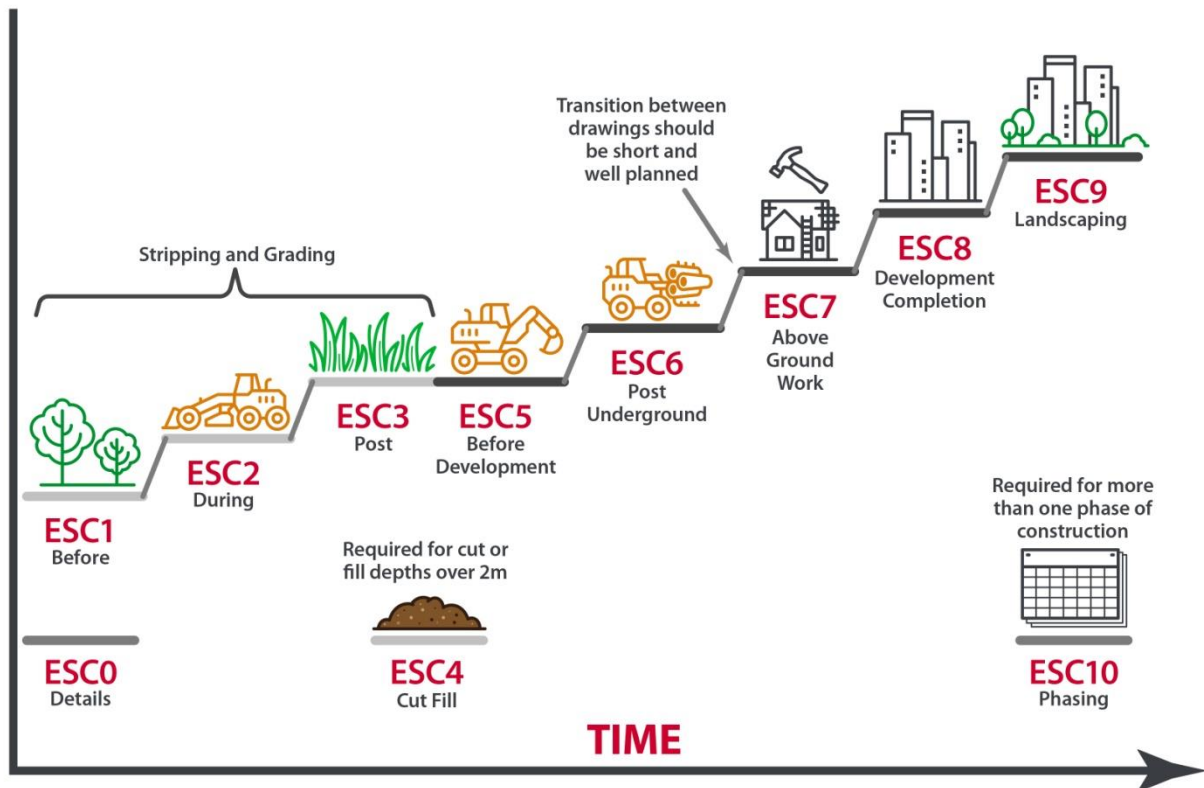 Transition between
drawings should
be short and
well planned
ESC9
Landscaping
ESC8
Development
Completion
Stripping and Grading
ESC7
Above
Ground
Work
ESC6
Post
Underground
ESC3
Post
ESC5
Before
Development
ESC2
During
ESC1
Before
Required for more
than one phase of
construction
Required for cut or
fill depths over 2m
ESC0
Details
ESC4
Cut Fill
ESC10
Phasing
TIME